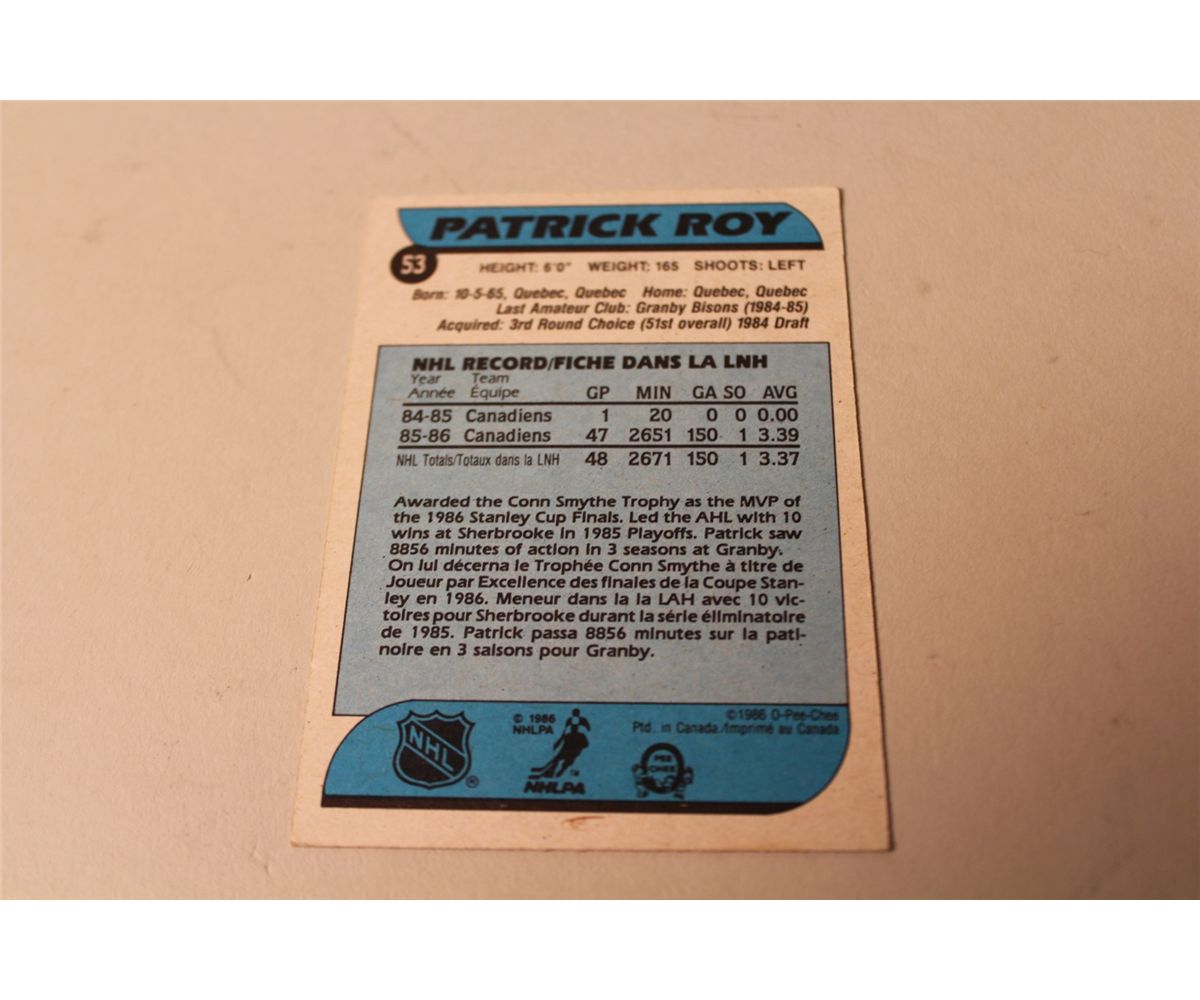 PATRICK ROY
53
HEIGHT: 6'0" WEIGHT: 165 SHOOTS: LEFT
Born: 10-5-65, Quebec, Quebec Home: Quebec, Quebec
Last Amateur Club: Granby Bisons (1984-85)
Acquired: 3rd Round Choice (51st overall) 1984 Draft
NHL RECORD/FICHE DANS LA LNH
Year Team
Année Équipe GP MIN GA SO AVG
84-85 Canadiens 1 20 0 0 0.00
85-86 Canadiens 47 2651 150 1 3.39
NHL Totals/Totaux dans la LNH 48 2671 150 1 3.37
Awarded the Conn Smythe Trophy as the MVP of
the 1986 Stanley Cup Finals. Led the AHL with 10
wins at Sherbrooke in 1985 Playoffs. Patrick saw
8856 minutes of action in 3 seasons at Granby.
On lui décerna le Trophée Conn Smythe à titre de
Joueur par Excellence des finales de la Coupe Stan-
ley en 1986. Meneur dans la la LAH avec 10 vic-
toires pour Sherbrooke durant la série éliminatoire
de 1985. Patrick passa 8856 minutes sur la pati-
noire en 3 saisons pour Granby.
NHL ®
© 1986
NHLPA
NHLPA ™
© 1986 O-Pee-Chee
Ptd. in Canada./Imprimé au Canada
PEE
CHEE